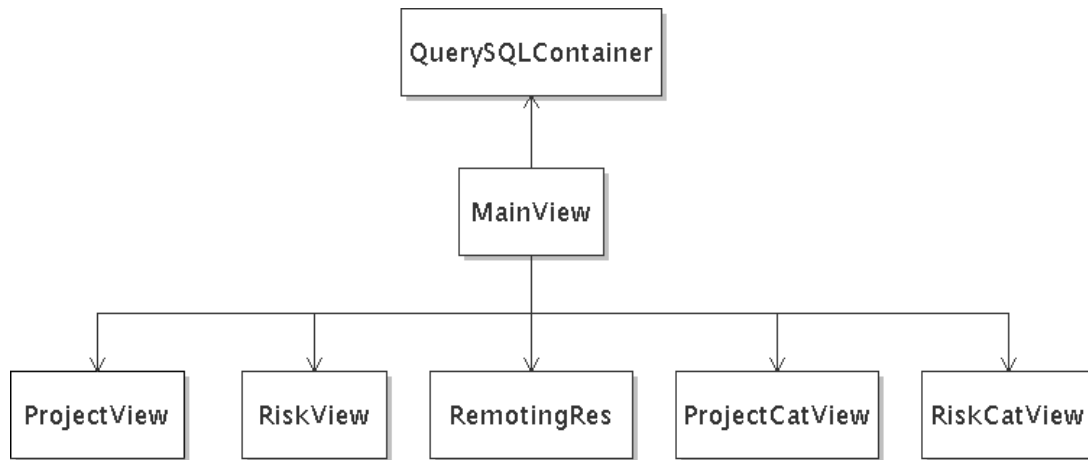 QuerySQLContainer
MainView
ProjectView
RiskView
RemotingRes
ProjectCatView
RiskCatView